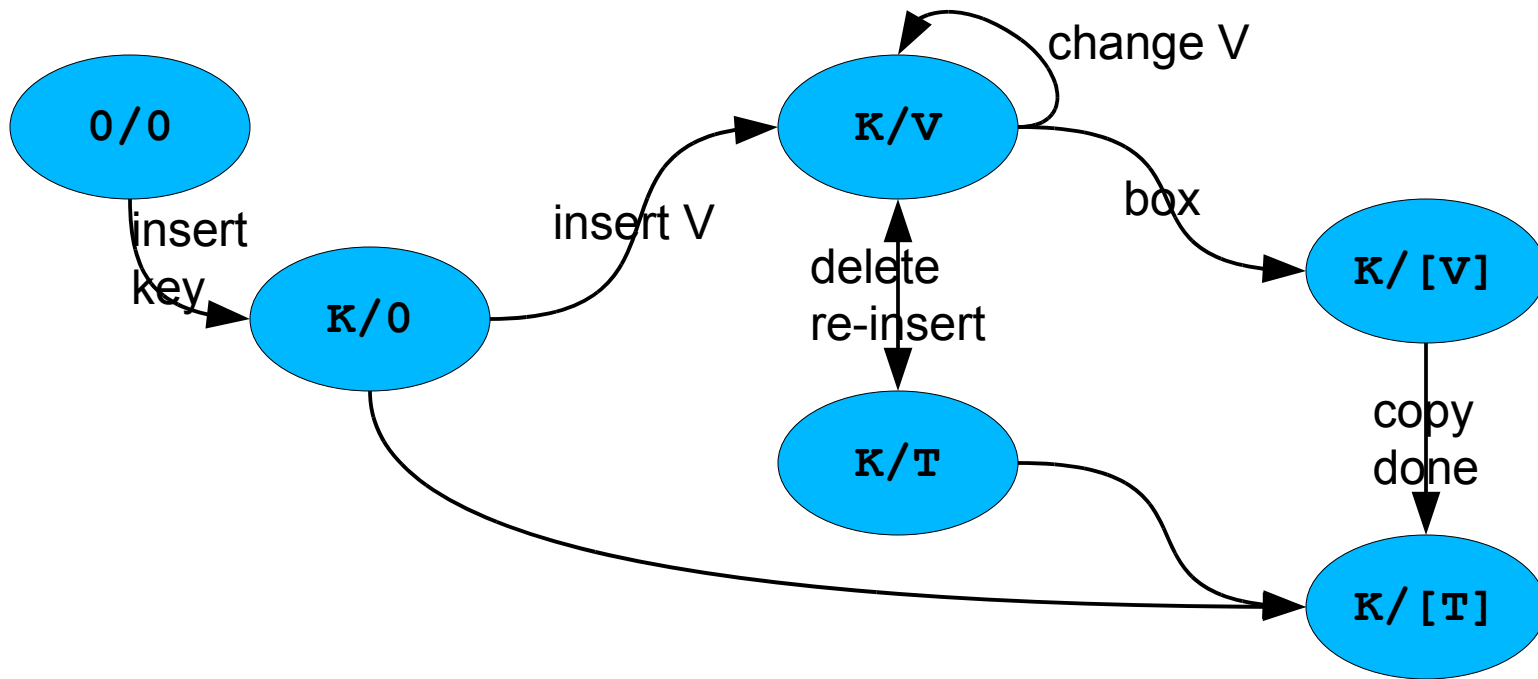 change V
0/0
K/V
insert
key
insert V
box
delete
re-insert
K/[V]
K/0
copy
done
K/T
K/[T]